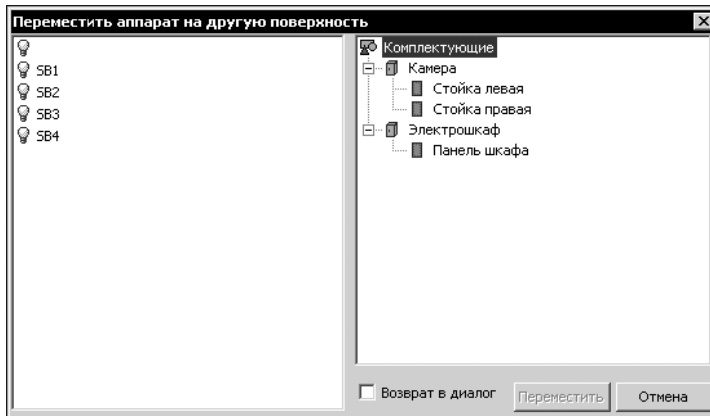 Переместить аппарат на другую поверхность
SB1
SB2
SB3
SB4
Комплектующие
Камера
Стойка левая
Стойка правая
Электрошкаф
Панель шкафа
Возврат в диалог
Переместить
Отмена